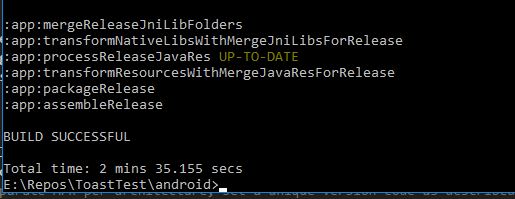 :app:mergeReleaseJniLibFolders
:app:transformNativeLibsWithMergeJniLibsForRelease
:app:processReleaseJavaRes UP-TO-DATE
:app:transformResourcesWithMergeJavaResForRelease
:app:packageRelease
:app:assembleRelease
BUILD SUCCESSFUL
Total time: 2 mins 35.155 secs
E:\Repos\ToastTest\android>